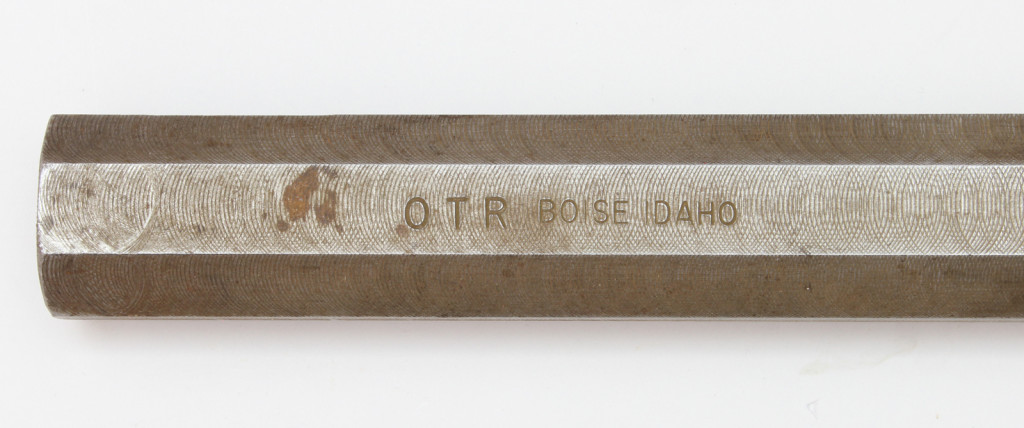 OTR BOISE IDAHO